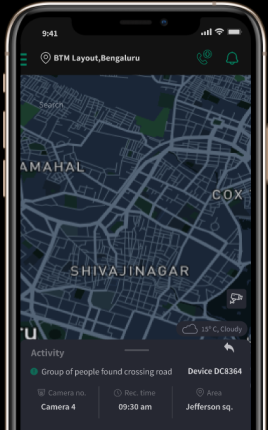 9:41
BTM Layout,Bengaluru
Search
AMAHAL
COX
SHIVAJINAGAR
ru
15° C, Cloudy
Activity
Group of people found crossing road Device DC8364
Camera no. Rec. time Area
Camera 4 09:30 am Jefferson sq.